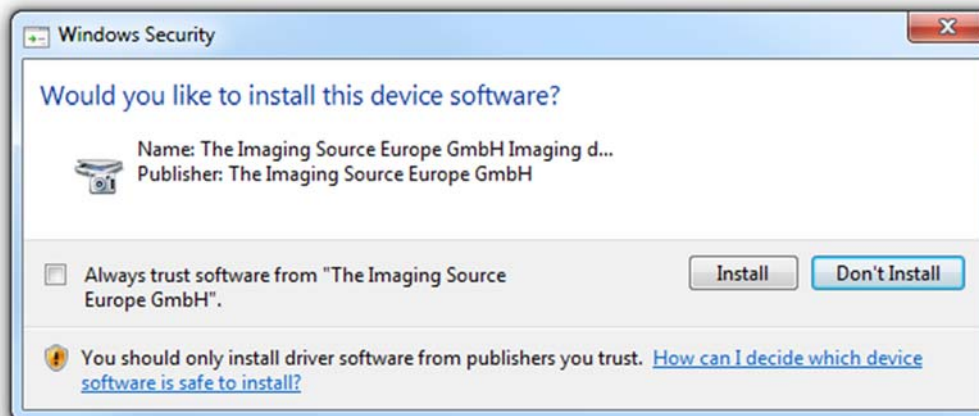 Windows Security
Would you like to install this device software?
Name: The Imaging Source Europe GmbH Imaging d...
Publisher: The Imaging Source Europe GmbH
Always trust software from "The Imaging Source
Europe GmbH".
Install
Don't Install
You should only install driver software from publishers you trust. How can I decide which device
software is safe to install?